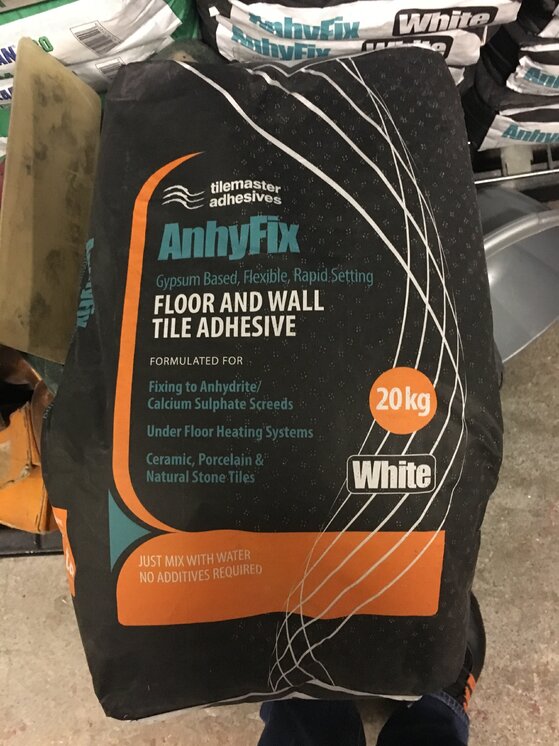 AnhyFix
White
AnhyFix
White
AnhyFix
tilemaster
adhesives
AnhyFix
Gypsum Based, Flexible, Rapid Setting
FLOOR AND WALL
TILE ADHESIVE
FORMULATED FOR
Fixing to Anhydrite/
Calcium Sulphate Screeds
Under Floor Heating Systems
Ceramic, Porcelain &
Natural Stone Tiles
20kg
White
JUST MIX WITH WATER
NO ADDITIVES REQUIRED
AnhyFix